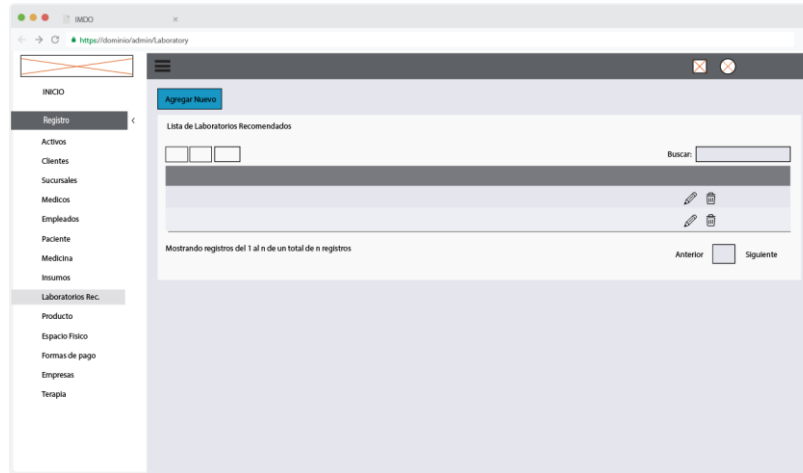 IMDO
https://dominio/admin/Laboratory
INICIO
Registro
Activos
Clientes
Sucursales
Medicos
Empleados
Paciente
Medicina
Insumos
Laboratorios Rec.
Producto
Espacio Fisico
Formas de pago
Empresas
Terapia
Agregar Nuevo
Lista de Laboratorios Recomendados
Buscar:
Mostrando registros del 1 al n de un total de n registros
Anterior Siguiente